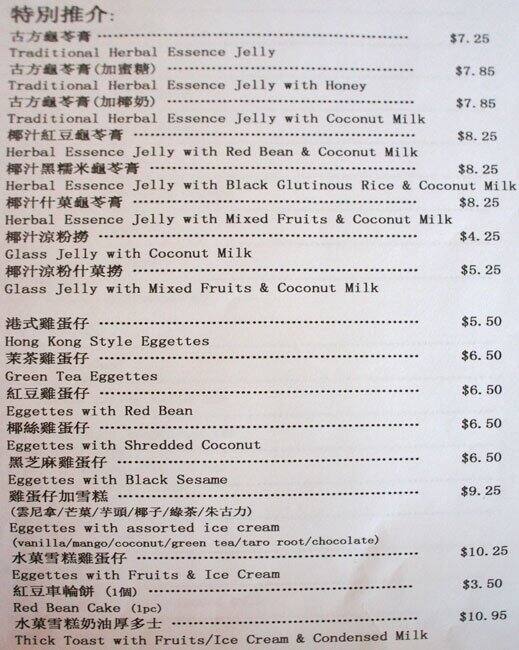 特別推介:
古方龜苓膏 $7.25
Traditional Herbal Essence Jelly
古方龜苓膏(加蜜糖) $7.85
Traditional Herbal Essence Jelly with Honey
古方龜苓膏(加椰奶) $7.85
Traditional Herbal Essence Jelly with Coconut Milk
椰汁紅豆龜苓膏 $8.25
Herbal Essence Jelly with Red Bean & Coconut Milk
椰汁黑糯米龜苓膏 $8.25
Herbal Essence Jelly with Black Glutinous Rice & Coconut Milk
椰汁什菓龜苓膏 $8.25
Herbal Essence Jelly with Mixed Fruits & Coconut Milk
椰汁涼粉撈 $4.25
Glass Jelly with Coconut Milk
椰汁涼粉什菓撈 $5.25
Glass Jelly with Mixed Fruits & Coconut Milk
港式雞蛋仔 $5.50
Hong Kong Style Eggettes
茉茶雞蛋仔 $6.50
Green Tea Eggettes
紅豆雞蛋仔 $6.50
Eggettes with Red Bean
椰絲雞蛋仔 $6.50
Eggettes with Shredded Coconut
黑芝麻雞蛋仔 $6.50
Eggettes with Black Sesame
雞蛋仔加雪糕 $9.25
(雲尼拿/芒菓/芋頭/椰子/綠茶/朱古力)
Eggettes with assorted ice cream
(vanilla/mango/coconut/green tea/taro root/chocolate)
水菓雪糕雞蛋仔 $10.25
Eggettes with Fruits & Ice Cream
紅豆車輪餅 (1個) $3.50
Red Bean Cake (1pc)
水菓雪糕奶油厚多士 $10.95
Thick Toast with Fruits/Ice Cream & Condensed Milk